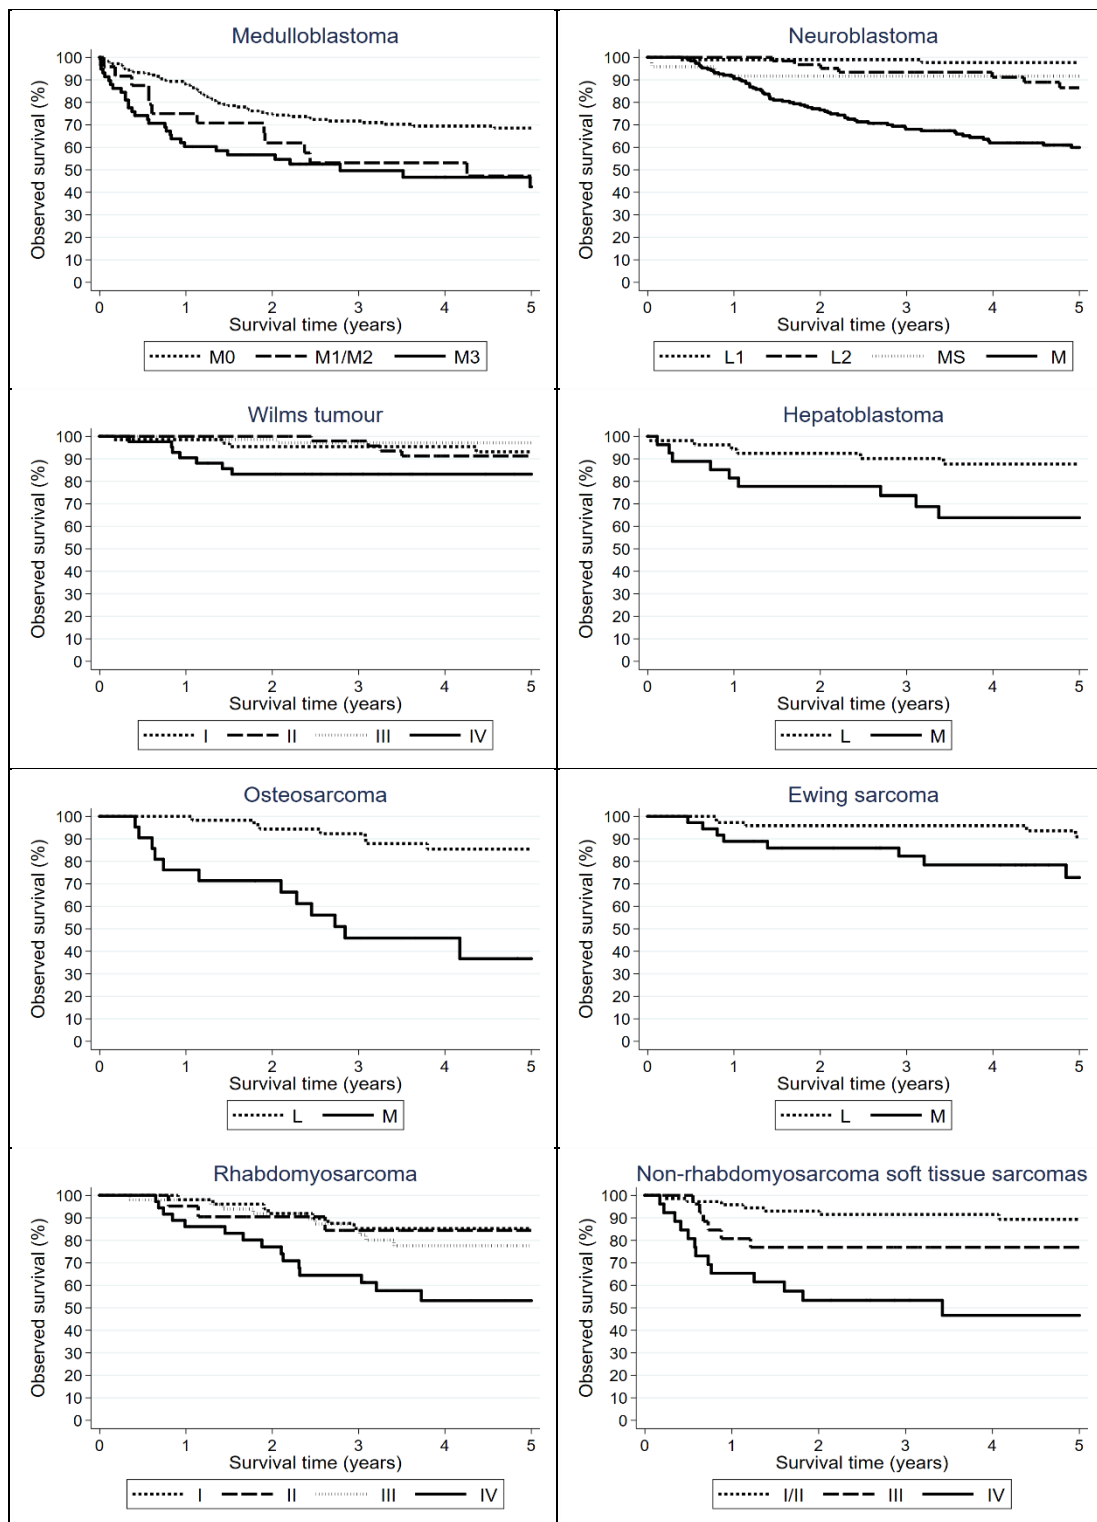 Medulloblastoma
Observed survival (%)
100
90
80
70
60
50
40
30
20
10
0
0 1 2 3 4 5
Survival time (years)
M0 M1/M2 M3
Neuroblastoma
Observed survival (%)
100
90
80
70
60
50
40
30
20
10
0
0 1 2 3 4 5
Survival time (years)
L1 L2 MS M
Wilms tumour
Observed survival (%)
100
90
80
70
60
50
40
30
20
10
0
0 1 2 3 4 5
Survival time (years)
I II III IV
Hepatoblastoma
Observed survival (%)
100
90
80
70
60
50
40
30
20
10
0
0 1 2 3 4 5
Survival time (years)
L M
Osteosarcoma
Observed survival (%)
100
90
80
70
60
50
40
30
20
10
0
0 1 2 3 4 5
Survival time (years)
L M
Ewing sarcoma
Observed survival (%)
100
90
80
70
60
50
40
30
20
10
0
0 1 2 3 4 5
Survival time (years)
L M
Rhabdomyosarcoma
Observed survival (%)
100
90
80
70
60
50
40
30
20
10
0
0 1 2 3 4 5
Survival time (years)
I II III IV
Non-rhabdomyosarcoma soft tissue sarcomas
Observed survival (%)
100
90
80
70
60
50
40
30
20
10
0
0 1 2 3 4 5
Survival time (years)
I/II III IV